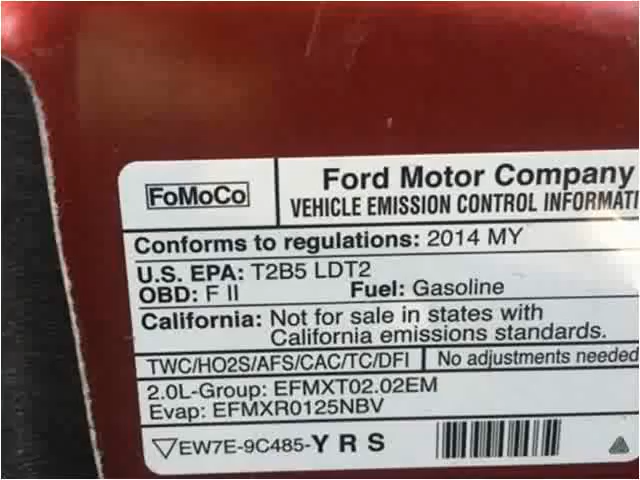 FoMoCo
Ford Motor Company
VEHICLE EMISSION CONTROL INFORMATI
Conforms to regulations: 2014 MY
U.S. EPA: T2B5 LDT2
OBD: F II Fuel: Gasoline
California: Not for sale in states with
California emissions standards.
TWC/HO2S/AFS/CAC/TC/DFI No adjustments needed
2.0L-Group: EFMXT02.02EM
Evap: EFMXR0125NBV
EW7E-9C485-Y R S